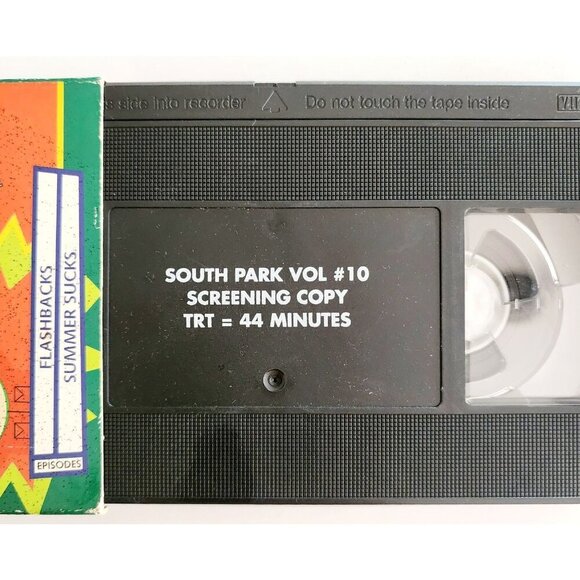 s side into recorder Do not touch the tape inside
SOUTH PARK VOL #10
SCREENING COPY
TRT = 44 MINUTES
FLASHBACKS
SUMMER SUCKS
EPISODES